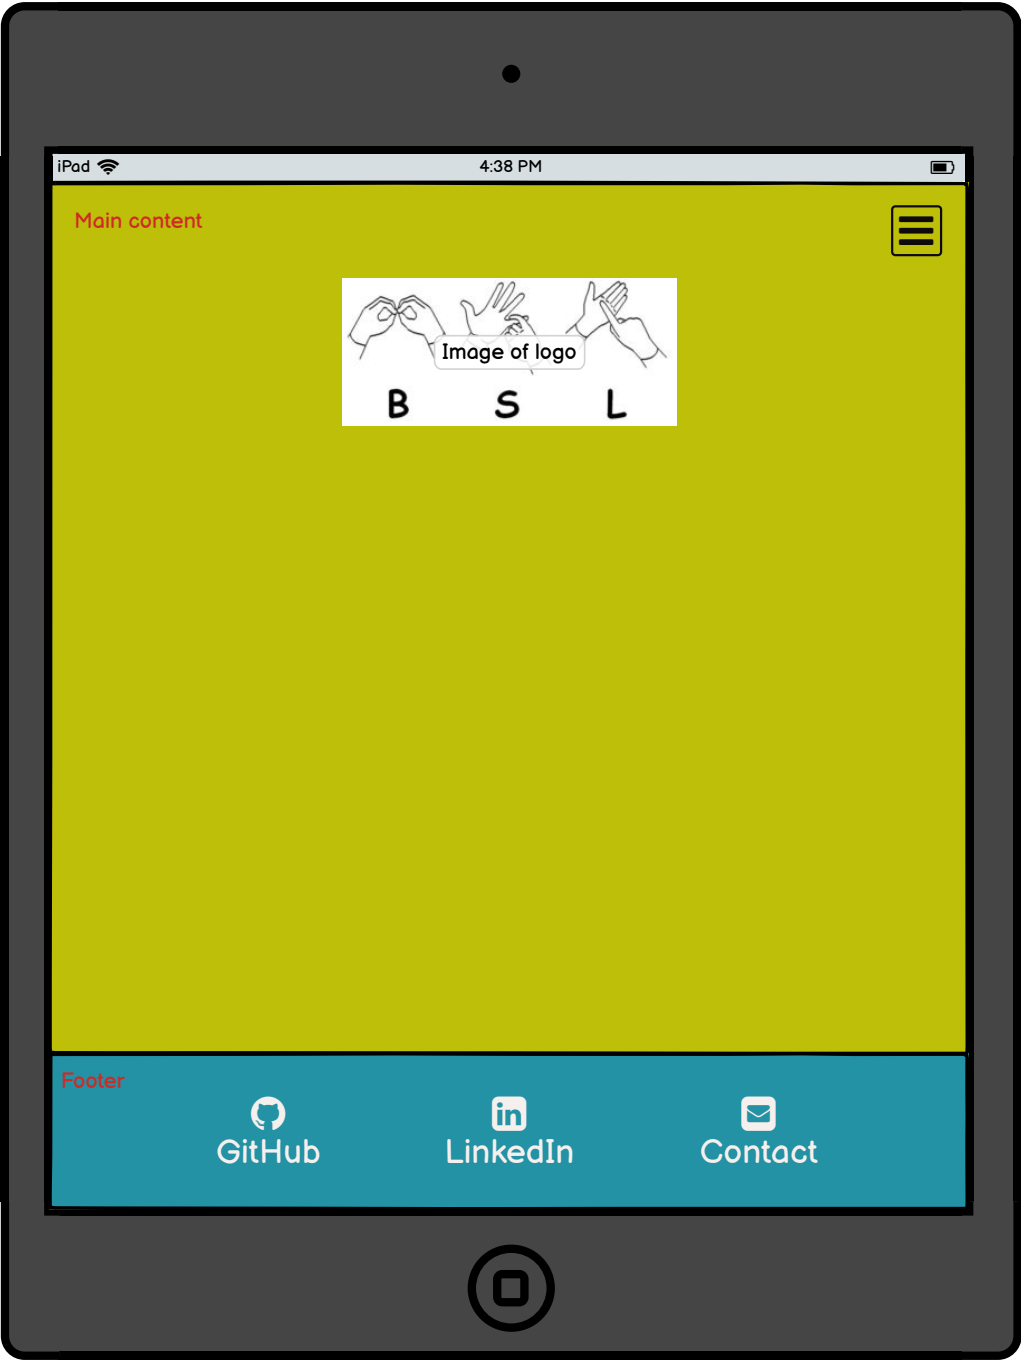 iPad
4:38 PM
Main content
Image of logo
B S L
Footer
GitHub
LinkedIn
Contact